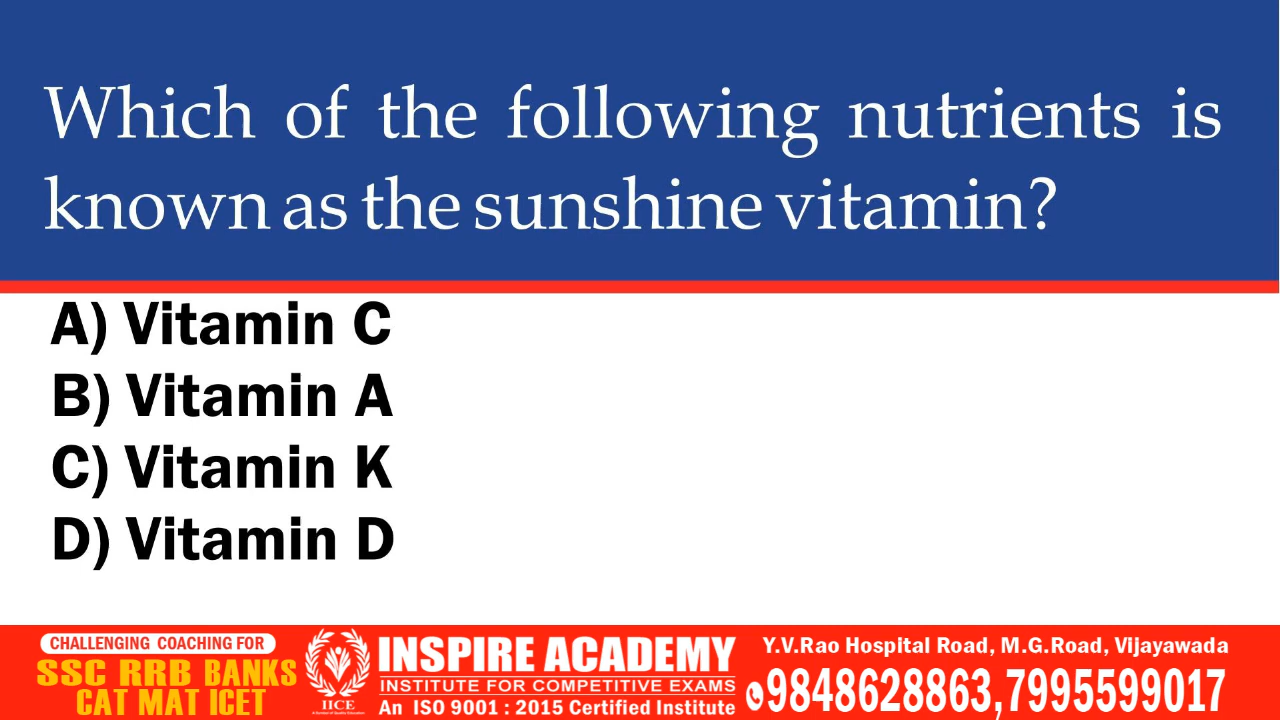 Which of the following nutrients is
known as the sunshine vitamin?
A) Vitamin C
B) Vitamin A
C) Vitamin K
D) Vitamin D
CHALLENGING COACHING FOR
SSC RRB BANKS
CAT MAT ICET
IICE
INSPIRE ACADEMY
INSTITUTE FOR COMPETITIVE EXAMS
An ISO 9001 : 2015 Certified Institute
Y.V.Rao Hospital Road, M.G.Road, Vijayawada
9848628863,7995599017